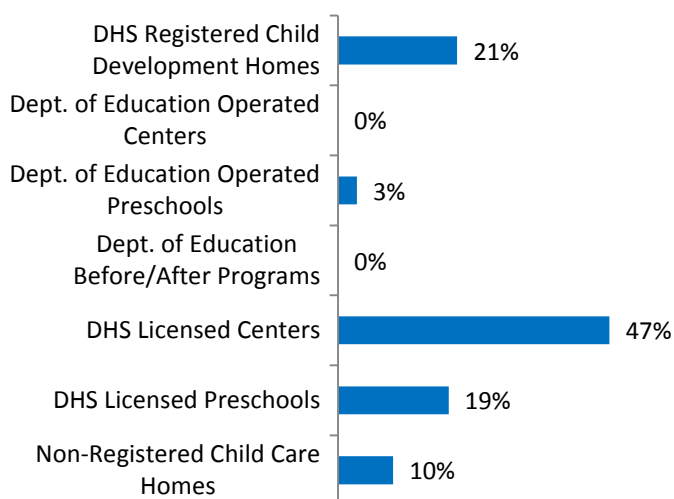 DHS Registered Child
Development Homes
21%
Dept. of Education Operated
Centers
0%
Dept. of Education Operated
Preschools
3%
Dept. of Education
Before/After Programs
0%
DHS Licensed Centers
47%
DHS Licensed Preschools
19%
Non-Registered Child Care
Homes
10%